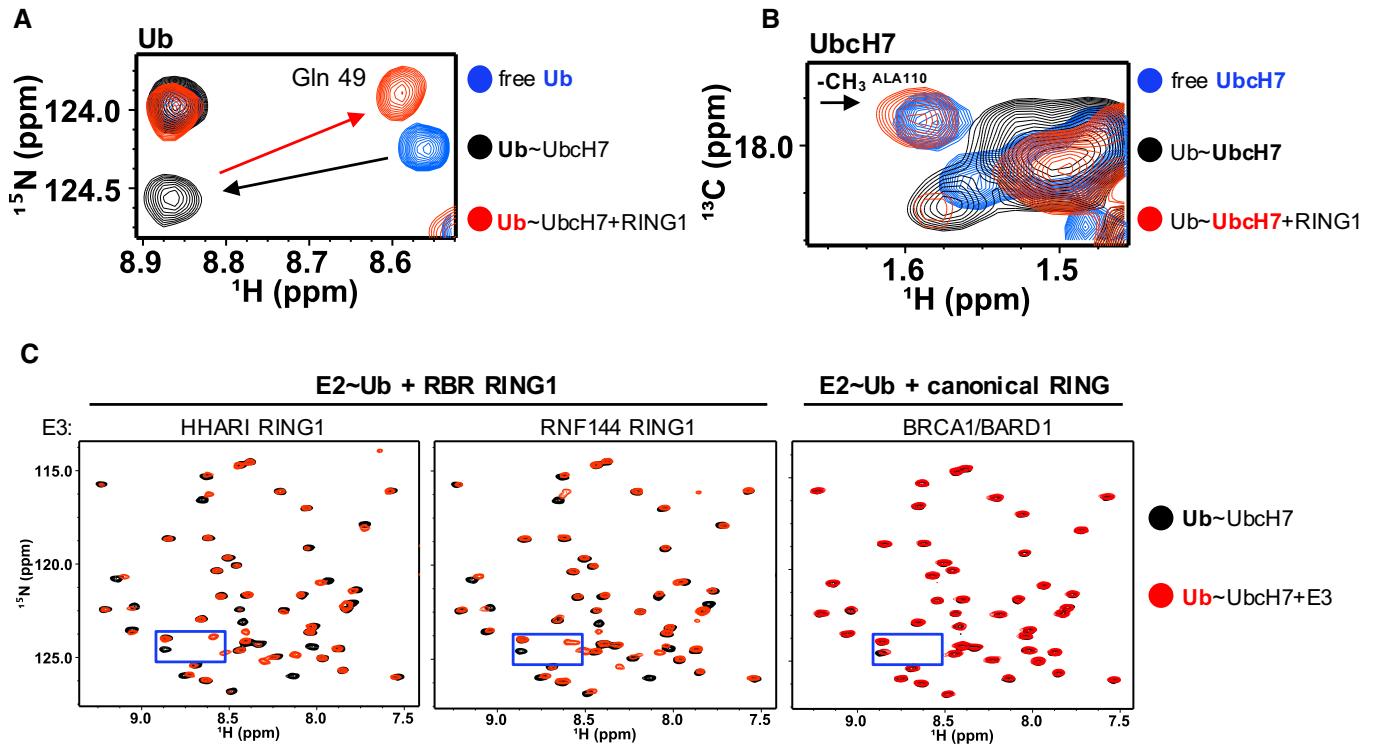 A
Ub
Gln 49
124.0
124.5
¹⁵N (ppm)
8.9 8.8 8.7 8.6
¹H (ppm)
free Ub
Ub~UbcH7
Ub~UbcH7+RING1
B
UbcH7
-CH₃ ALA110
18.0
¹³C (ppm)
1.6 1.5
¹H (ppm)
free UbcH7
Ub~UbcH7
Ub~UbcH7+RING1
C
E2~Ub + RBR RING1
E2~Ub + canonical RING
E3:
HHARI RING1
RNF144 RING1
BRCA1/BARD1
115.0
120.0
125.0
¹⁵N (ppm)
9.0 8.5 8.0 7.5
¹H (ppm)
9.0 8.5 8.0 7.5
¹H (ppm)
9.0 8.5 8.0 7.5
¹H (ppm)
Ub~UbcH7
Ub~UbcH7+E3